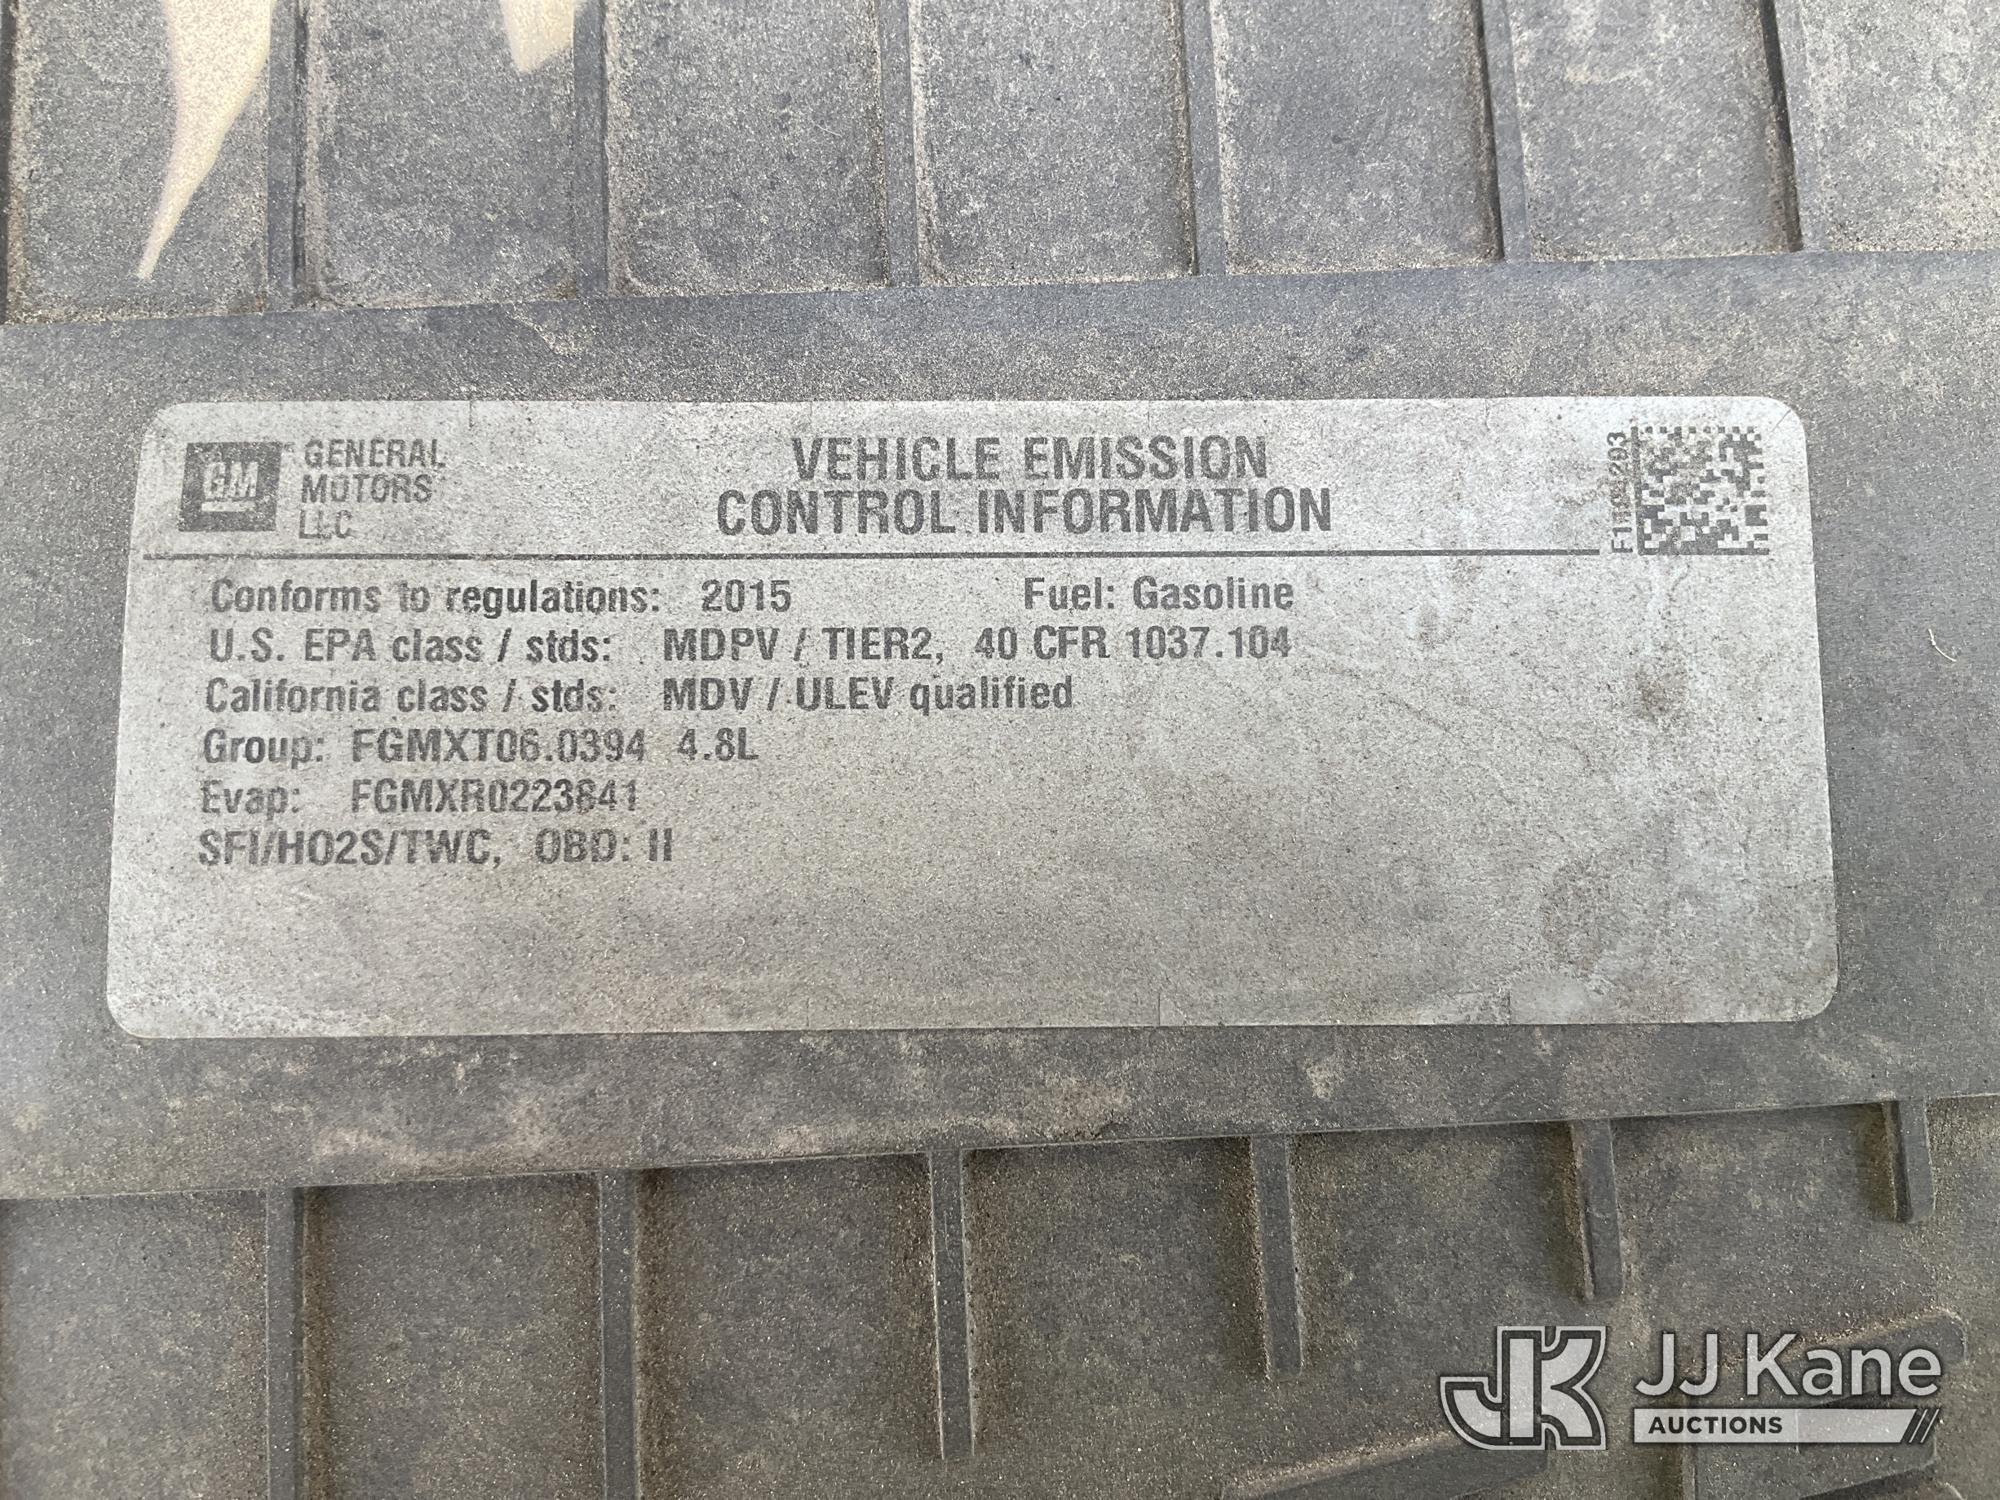 GM
GENERAL
MOTORS
LLC
VEHICLE EMISSION
CONTROL INFORMATION
Conforms to regulations: 2015 Fuel: Gasoline
U.S. EPA class / stds: MDPV / TIER2, 40 CFR 1037.104
California class / stds: MDV / ULEV qualified
Group: FGMXT06.0394 4.8L
Evap: FGMXR0223841
SFI/HO2S/TWC, OBD: II
JK
JJ Kane
AUCTIONS